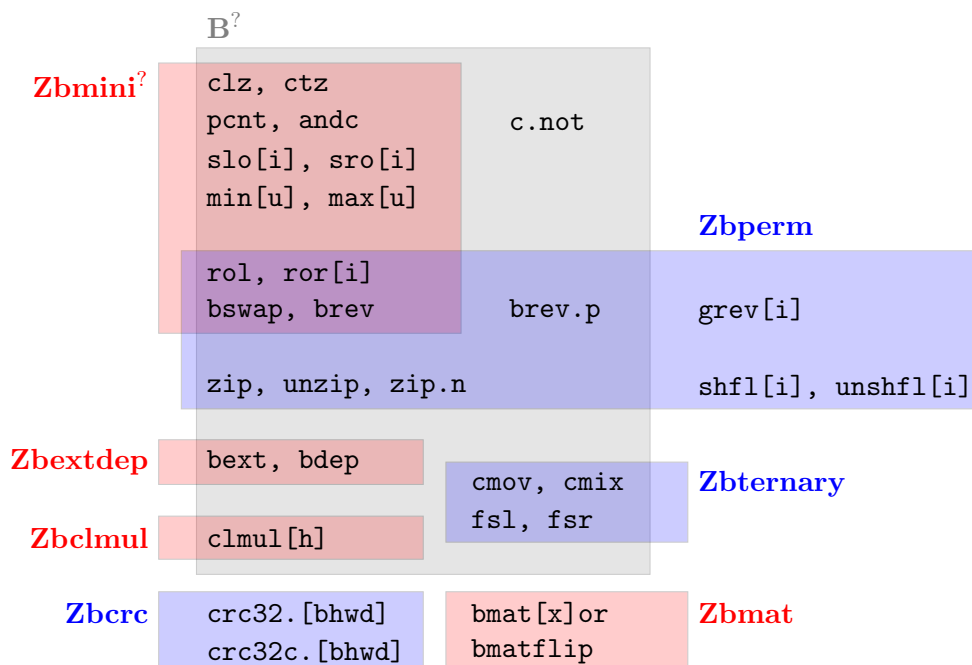 B?
Zbmini?
clz, ctz
pcnt, andc
c.not
slo[i], sro[i]
min[u], max[u]
Zbperm
rol, ror[i]
bswap, brev
brev.p
grev[i]
zip, unzip, zip.n
shfl[i], unshfl[i]
Zbextdep
bext, bdep
cmov, cmix
fsl, fsr
Zbternary
Zbclmul
clmul[h]
Zbcrc
crc32.[bhwd]
crc32c.[bhwd]
bmat[x]or
bmatflip
Zbmat